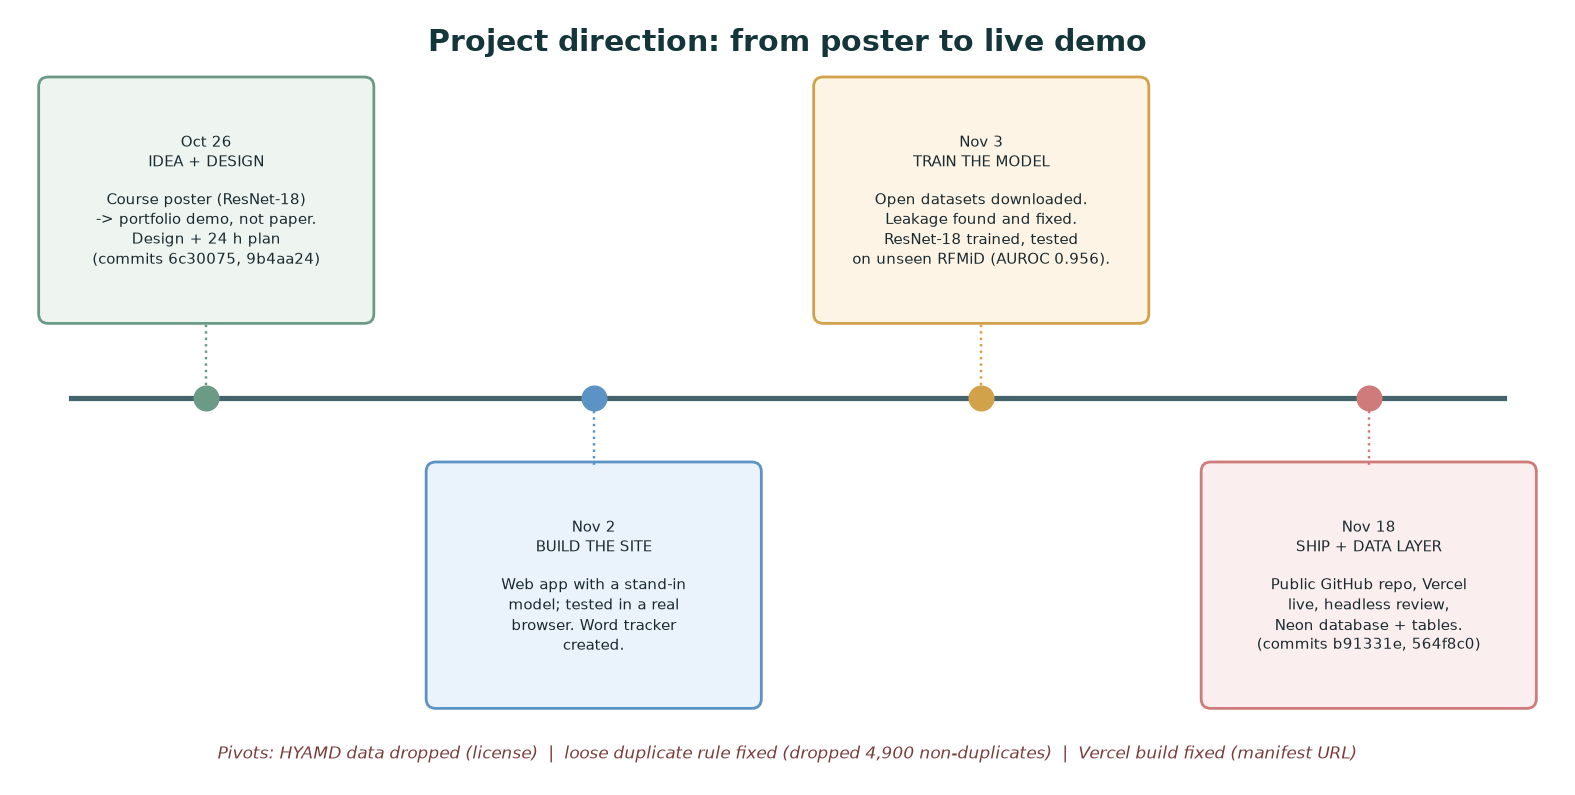 Project direction: from poster to live demo
Oct 26
IDEA + DESIGN
Course poster (ResNet-18)
-> portfolio demo, not paper.
Design + 24 h plan
(commits 6c30075, 9b4aa24)
Nov 2
BUILD THE SITE
Web app with a stand-in
model; tested in a real
browser. Word tracker
created.
Nov 3
TRAIN THE MODEL
Open datasets downloaded.
Leakage found and fixed.
ResNet-18 trained, tested
on unseen RFMiD (AUROC 0.956).
Nov 18
SHIP + DATA LAYER
Public GitHub repo, Vercel
live, headless review,
Neon database + tables.
(commits b91331e, 564f8c0)
Pivots: HYAMD data dropped (license)  |  loose duplicate rule fixed (dropped 4,900 non-duplicates)  |  Vercel build fixed (manifest URL)